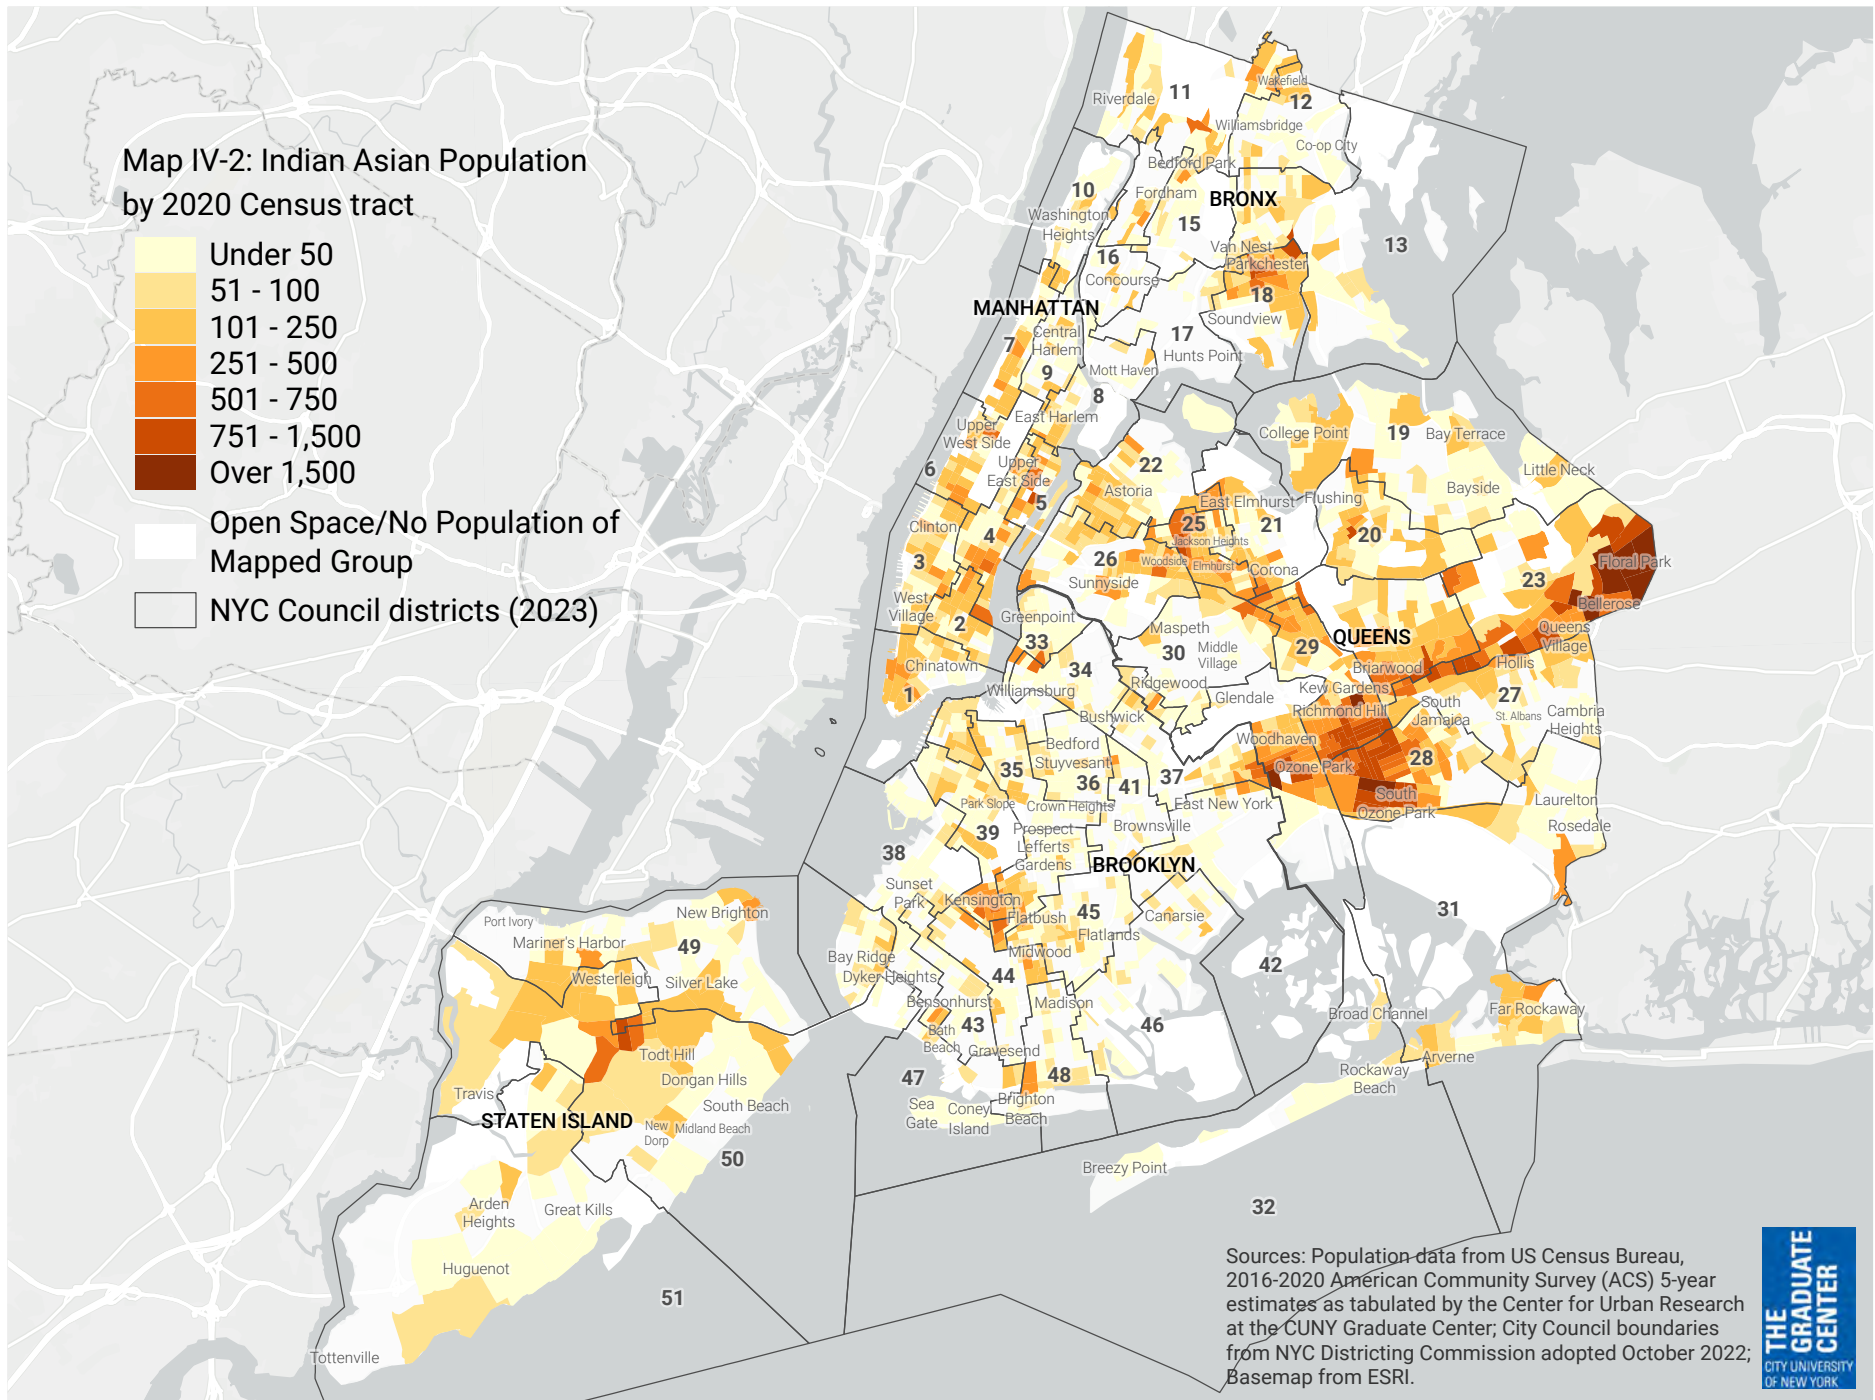 Map IV-2: Indian Asian Population
by 2020 Census tract
Under 50
51 - 100
101 - 250
251 - 500
501 - 750
751 - 1,500
Over 1,500
Open Space/No Population of
Mapped Group
NYC Council districts (2023)
Wakefield
Riverdale
11
12
Williamsbridge
Co-op City
Bedford Park
10
Fordham
BRONX
Washington
Heights
15
13
Van Nest
16
Parkchester
Concourse
18
MANHATTAN
Soundview
Central
Harlem
7
17
Hunts Point
9
Mott Haven
8
East Harlem
Upper
West Side
College Point
19
Bay Terrace
6
Upper
East Side
22
Little Neck
Astoria
Bayside
5
East Elmhurst
Flushing
Clinton
4
25
21
20
Jackson Heights
3
26
Woodside
Elmhurst
Corona
Floral Park
Sunnyside
23
West
Village
Bellerose
2
Greenpoint
33
Maspeth
QUEENS
Queens
Village
30
Middle
Village
29
Chinatown
34
Briarwood
Hollis
1
Williamsburg
Ridgewood
Glendale
Kew Gardens
South
Jamaica
27
Bushwick
Richmond Hill
St. Albans
Cambria
Heights
Bedford
Stuyvesant
Woodhaven
35
36
41
37
Ozone Park
28
Park Slope
Crown Heights
East New York
South
Ozone Park
Laurelton
39
Prospect
Lefferts
Gardens
Brownsville
Rosedale
38
BROOKLYN
Sunset
Park
Kensington
Flatbush
45
Canarsie
31
Port Ivory
New Brighton
Mariner's Harbor
49
Flatlands
Bay Ridge
Midwood
Westerleigh
Silver Lake
Dyker Heights
44
42
Bensonhurst
Madison
Broad Channel
Far Rockaway
Bath
Beach
43
46
Todt Hill
Gravesend
Arverne
Dongan Hills
47
48
Rockaway
Beach
Travis
South Beach
Sea
Gate
Coney
Island
Brighton
Beach
STATEN ISLAND
New
Dorp
Midland Beach
50
Breezy Point
Arden
Heights
Great Kills
32
Huguenot
51
Tottenville
Sources: Population data from US Census Bureau,
2016-2020 American Community Survey (ACS) 5-year
estimates as tabulated by the Center for Urban Research
at the CUNY Graduate Center; City Council boundaries
from NYC Districting Commission adopted October 2022;
Basemap from ESRI.
THE
GRADUATE
CENTER
CITY UNIVERSITY
OF NEW YORK